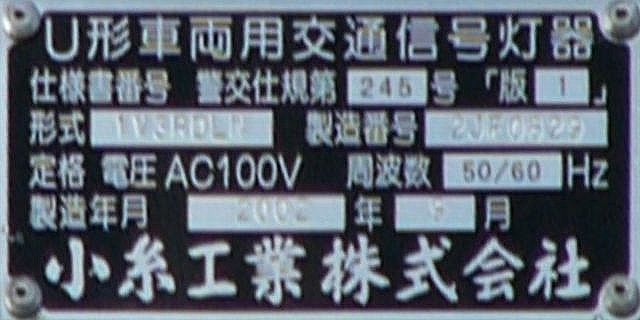 U形車両用交通信号灯器
仕様書番号 警交仕規第 245 号 「版 1 」
形式 製造番号
定格 電圧 AC100V 周波数 50/60 Hz
製造年月 2002 年 9 月
小糸工業株式会社